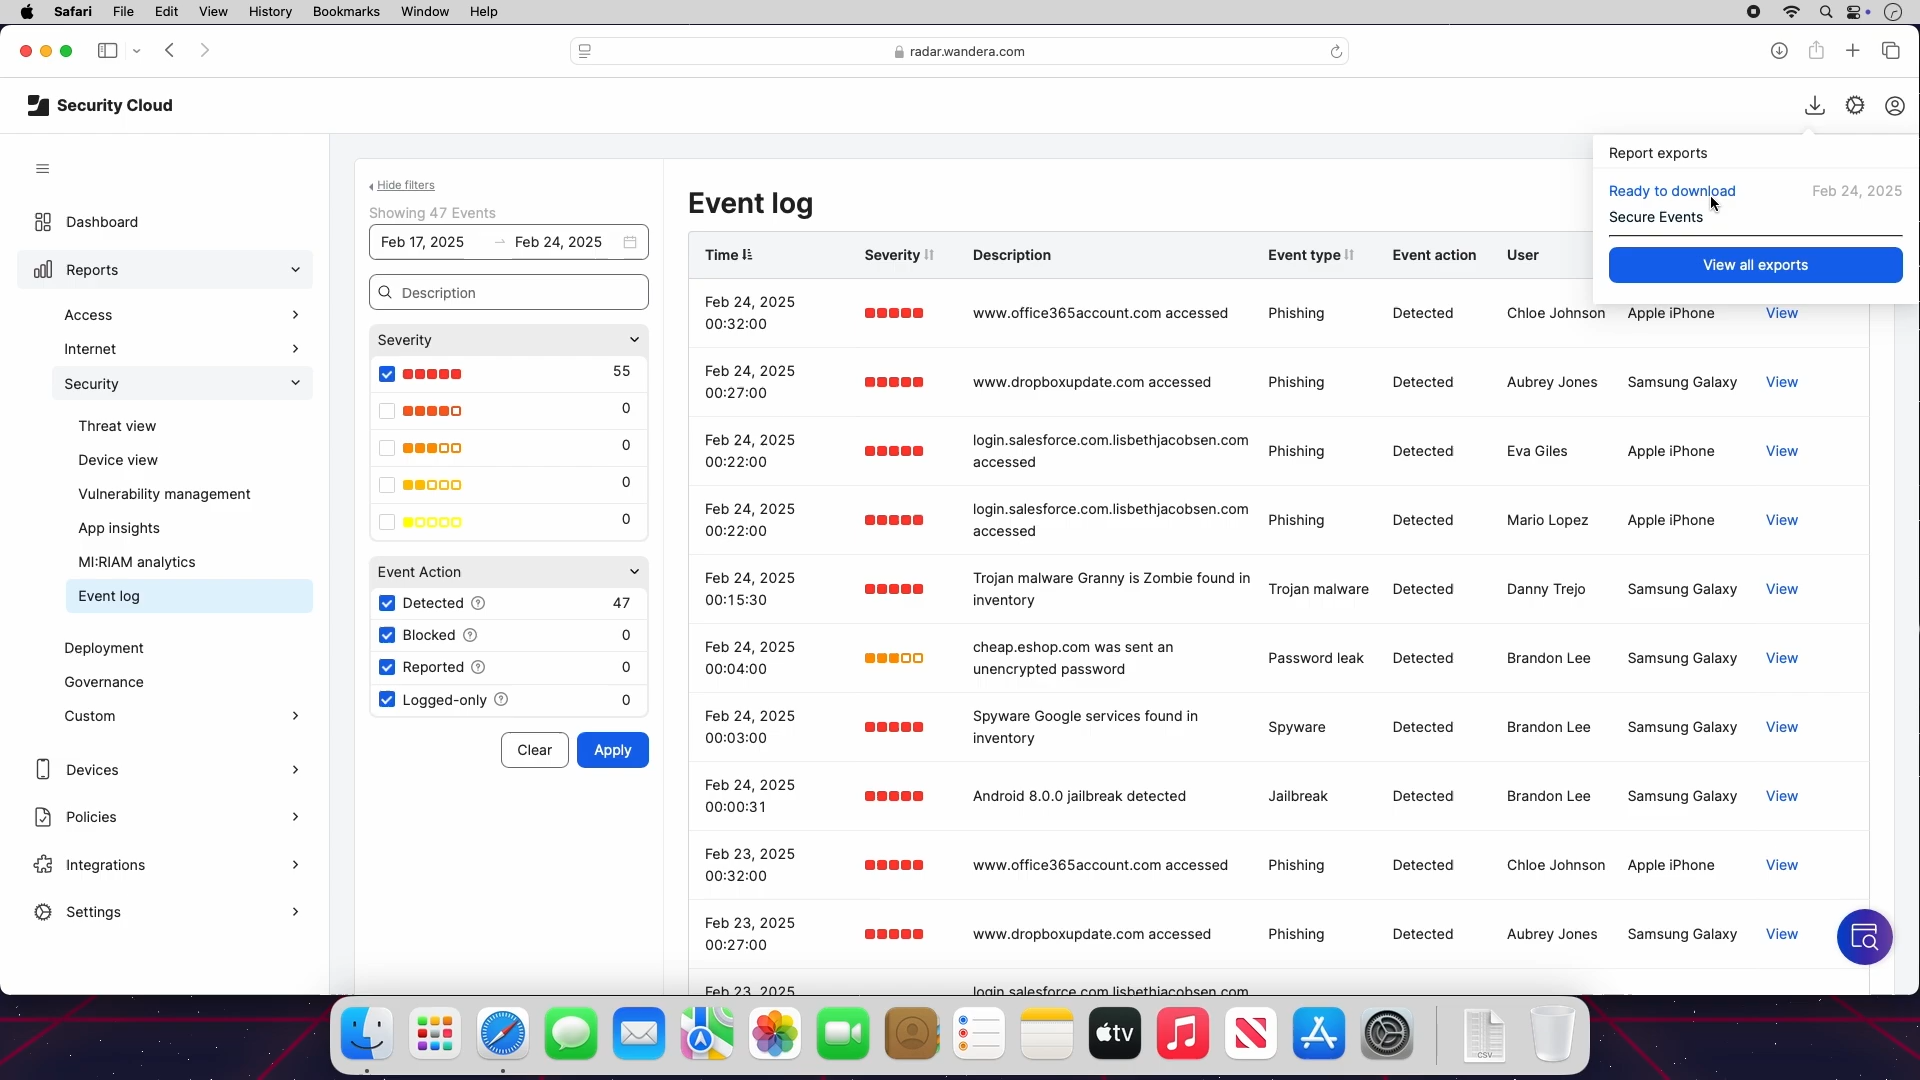 Safari File Edit View History Bookmarks Window Help
radar.wandera.com
Security Cloud
Report exports
Ready to download Feb 24, 2025
Secure Events
View all exports
Dashboard
Reports
Access
Internet
Security
Threat view
Device view
Vulnerability management
App insights
MI:RIAM analytics
Event log
Deployment
Governance
Custom
Devices
Policies
Integrations
Settings
Hide filters
Showing 47 Events
Feb 17, 2025 → Feb 24, 2025
Description
Severity
55
0
0
0
0
Event Action
Detected ? 47
Blocked ? 0
Reported ? 0
Logged-only ? 0
Clear Apply
Event log
Time Severity Description Event type Event action User
Feb 24, 2025
00:32:00 www.office365account.com accessed Phishing Detected Chloe Johnson Apple iPhone View
Feb 24, 2025
00:27:00 www.dropboxupdate.com accessed Phishing Detected Aubrey Jones Samsung Galaxy View
Feb 24, 2025 login.salesforce.com.lisbethjacobsen.com
00:22:00 accessed Phishing Detected Eva Giles Apple iPhone View
Feb 24, 2025 login.salesforce.com.lisbethjacobsen.com
00:22:00 accessed Phishing Detected Mario Lopez Apple iPhone View
Feb 24, 2025 Trojan malware Granny is Zombie found in
00:15:30 inventory Trojan malware Detected Danny Trejo Samsung Galaxy View
Feb 24, 2025 cheap.eshop.com was sent an
00:04:00 unencrypted password Password leak Detected Brandon Lee Samsung Galaxy View
Feb 24, 2025 Spyware Google services found in
00:03:00 inventory Spyware Detected Brandon Lee Samsung Galaxy View
Feb 24, 2025
00:00:31 Android 8.0.0 jailbreak detected Jailbreak Detected Brandon Lee Samsung Galaxy View
Feb 23, 2025
00:32:00 www.office365account.com accessed Phishing Detected Chloe Johnson Apple iPhone View
Feb 23, 2025
00:27:00 www.dropboxupdate.com accessed Phishing Detected Aubrey Jones Samsung Galaxy View
Feb 23, 2025 login.salesforce.com.lisbethjacobsen.com
tv
CSV